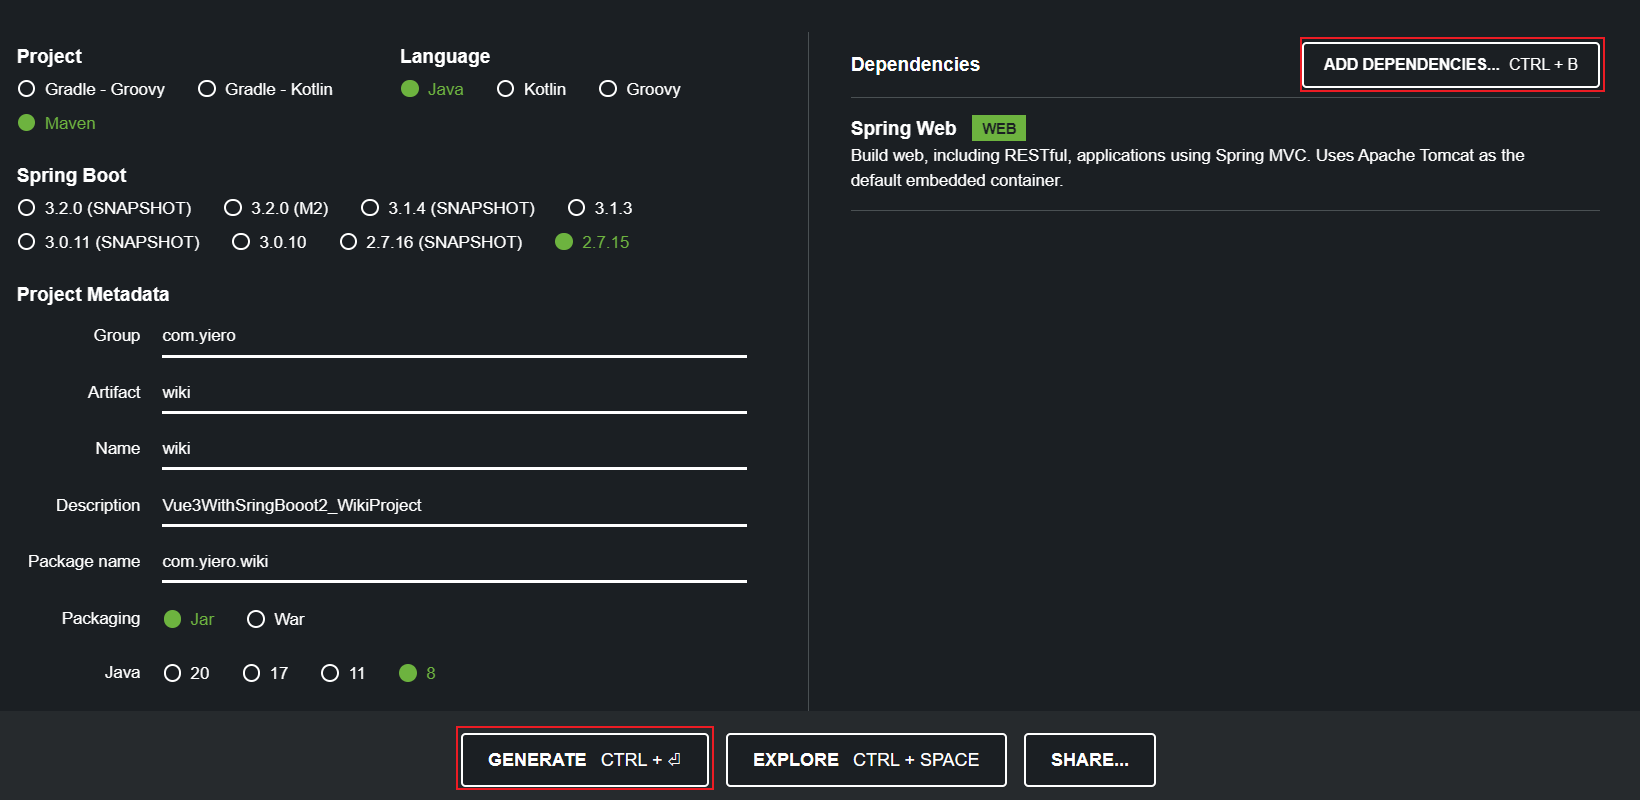 Project
Gradle - Groovy Gradle - Kotlin
Maven
Language
Java Kotlin Groovy
Spring Boot
3.2.0 (SNAPSHOT) 3.2.0 (M2) 3.1.4 (SNAPSHOT) 3.1.3
3.0.11 (SNAPSHOT) 3.0.10 2.7.16 (SNAPSHOT) 2.7.15
Project Metadata
Group com.yiero
Artifact wiki
Name wiki
Description Vue3WithSringBooot2_WikiProject
Package name com.yiero.wiki
Packaging Jar War
Java 20 17 11 8
Dependencies ADD DEPENDENCIES... CTRL + B
Spring Web WEB
Build web, including RESTful, applications using Spring MVC. Uses Apache Tomcat as the
default embedded container.
GENERATE CTRL + ⏎ EXPLORE CTRL + SPACE SHARE...